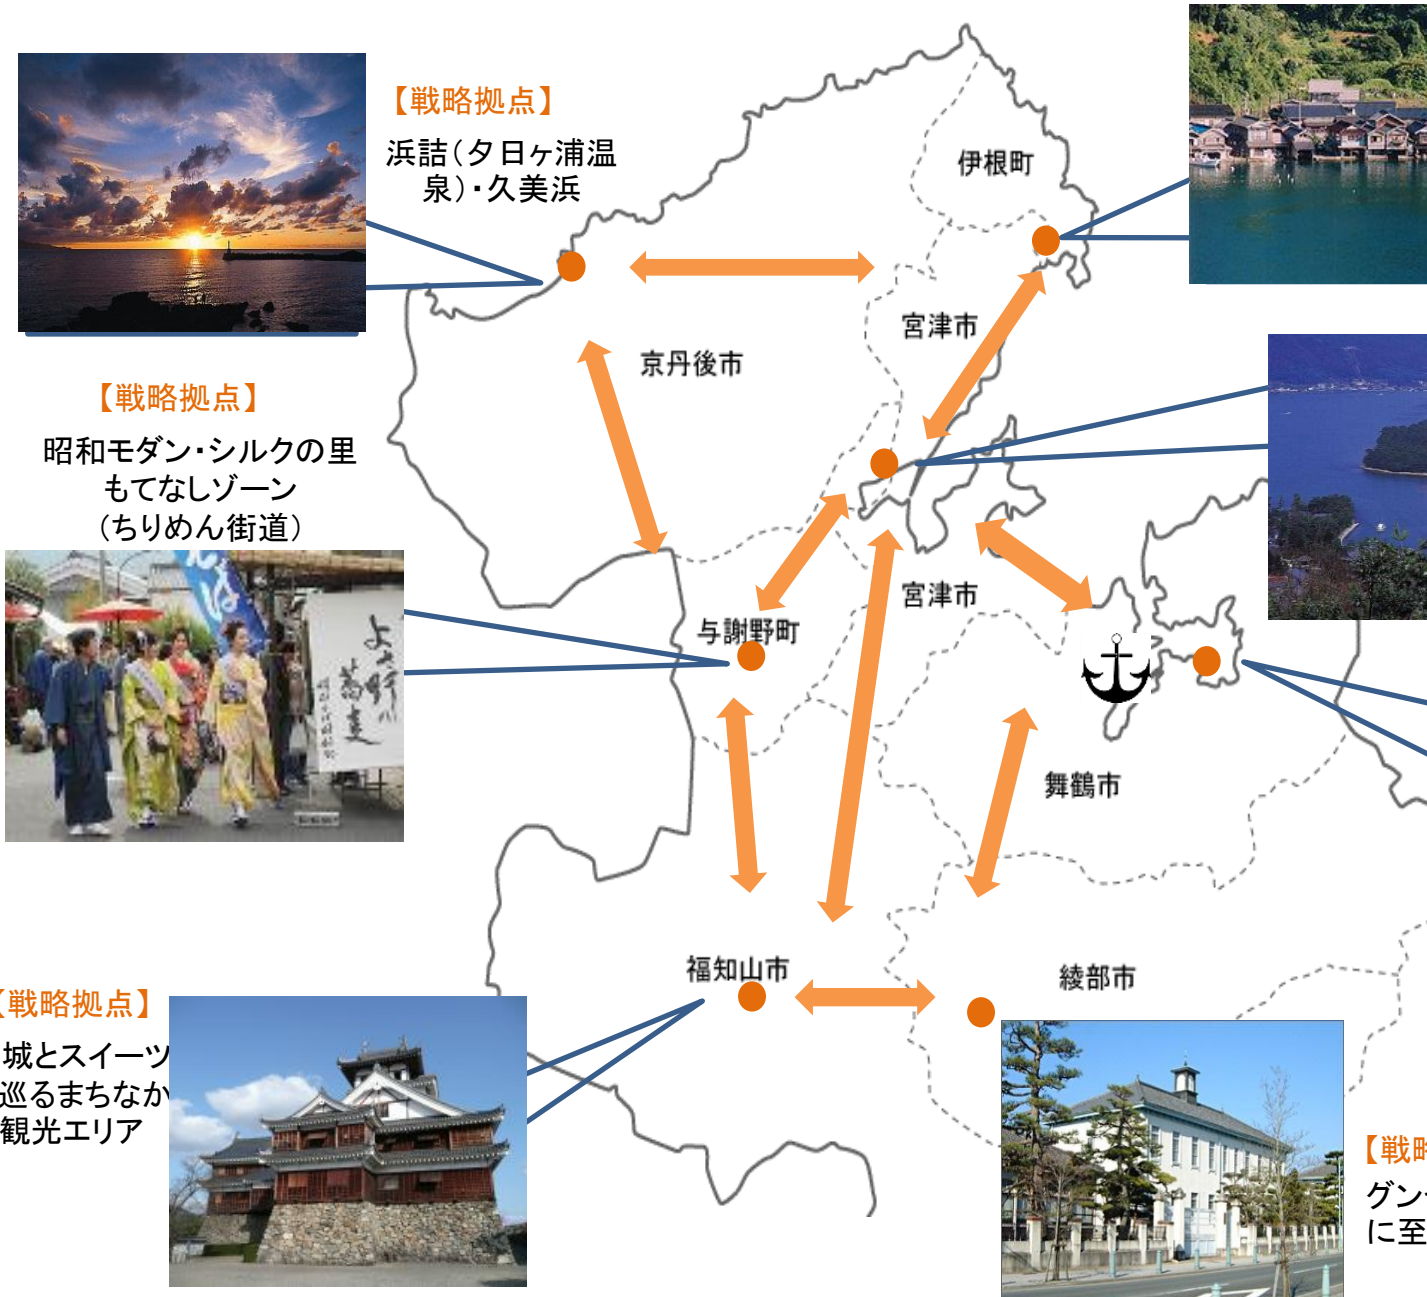 【戦略拠点】
浜詰(夕日ヶ浦温
泉)・久美浜
伊根町
宮津市
京丹後市
【戦略拠点】
昭和モダン・シルクの里
もてなしゾーン
(ちりめん街道)
宮津市
与謝野町
舞鶴市
福知山市
綾部市
【戦略拠点】
城とスイーツ
巡るまちなか
観光エリア
【戦
グン
に至